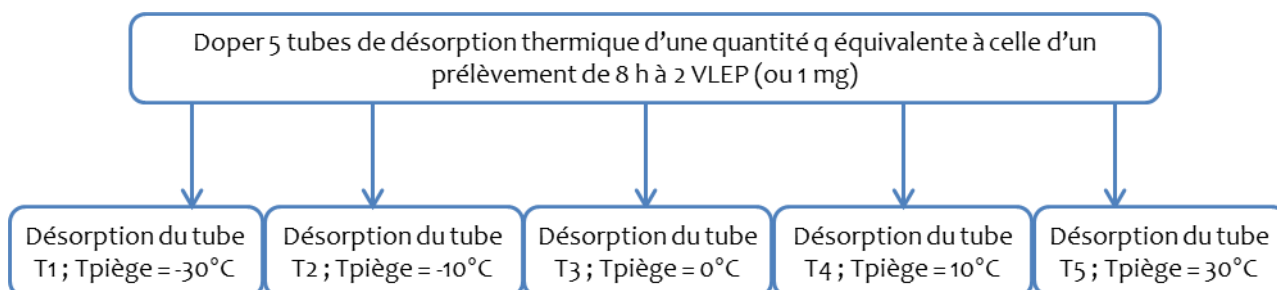 Doper 5 tubes de désorption thermique d’une quantité q équivalente à celle d’un
prélèvement de 8 h à 2 VLEP (ou 1 mg)
Désorption du tube
T1 ; Tpiège = -30°C
Désorption du tube
T2 ; Tpiège = -10°C
Désorption du tube
T3 ; Tpiège = 0°C
Désorption du tube
T4 ; Tpiège = 10°C
Désorption du tube
T5 ; Tpiège = 30°C